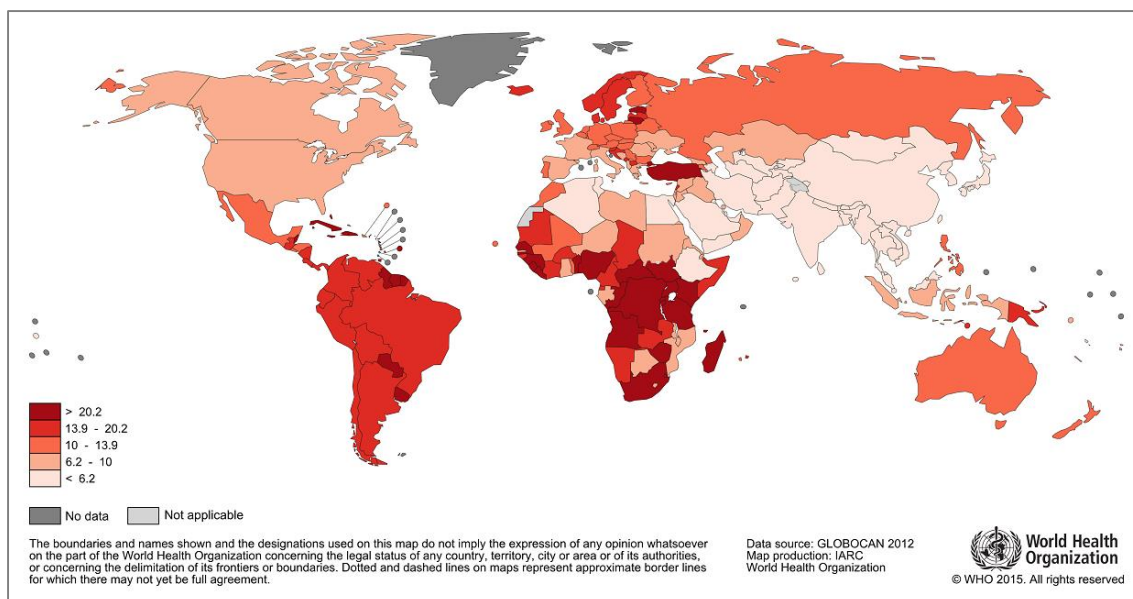 > 20.2
13.9 - 20.2
10 - 13.9
6.2 - 10
< 6.2
No data
Not applicable
The boundaries and names shown and the designations used on this map do not imply the expression of any opinion whatsoever
on the part of the World Health Organization concerning the legal status of any country, territory, city or area or of its authorities,
or concerning the delimitation of its frontiers or boundaries. Dotted and dashed lines on maps represent approximate border lines
for which there may not yet be full agreement.
Data source: GLOBOCAN 2012
Map production: IARC
World Health Organization
World Health
Organization
© WHO 2015. All rights reserved